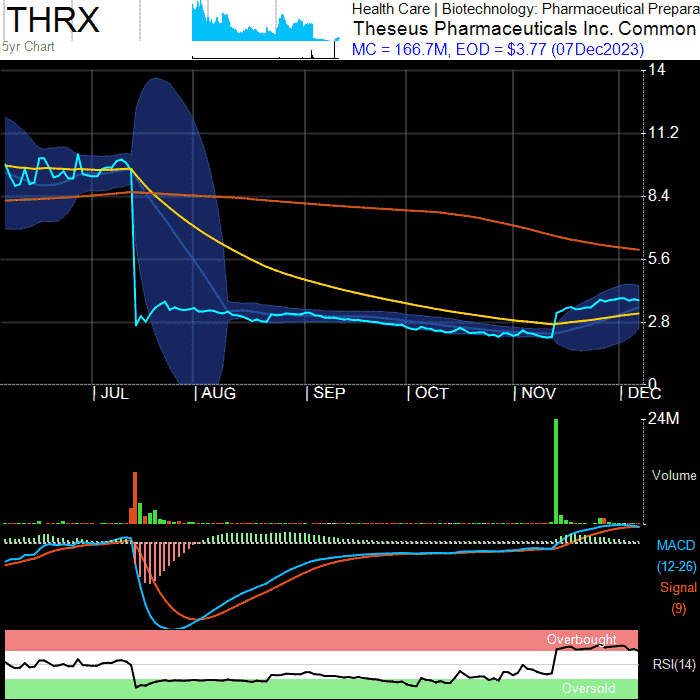 THRX
5yr Chart
Health Care | Biotechnology: Pharmaceutical Prepara
Theseus Pharmaceuticals Inc. Common
MC = 166.7M, EOD = $3.77 (07Dec2023)
14
11.2
8.4
5.6
2.8
0
JUL
AUG
SEP
OCT
NOV
DEC
24M
Volume
MACD
(12-26)
Signal
(9)
Overbought
RSI(14)
Oversold